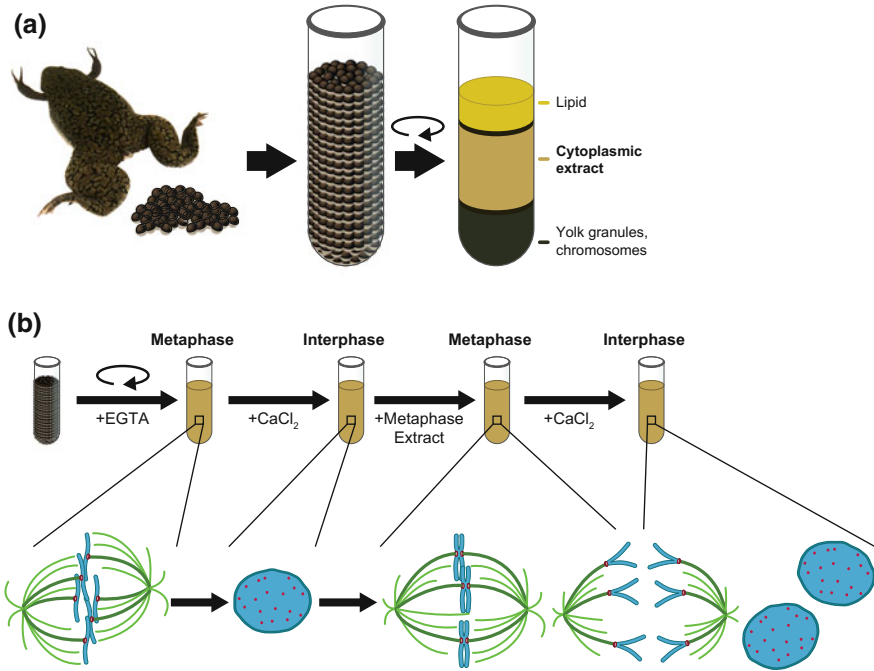 (a)
Lipid
Cytoplasmic
extract
Yolk granules,
chromosomes
(b)
Metaphase
Interphase
Metaphase
Interphase
+EGTA
+CaCl₂
+Metaphase
Extract
+CaCl₂